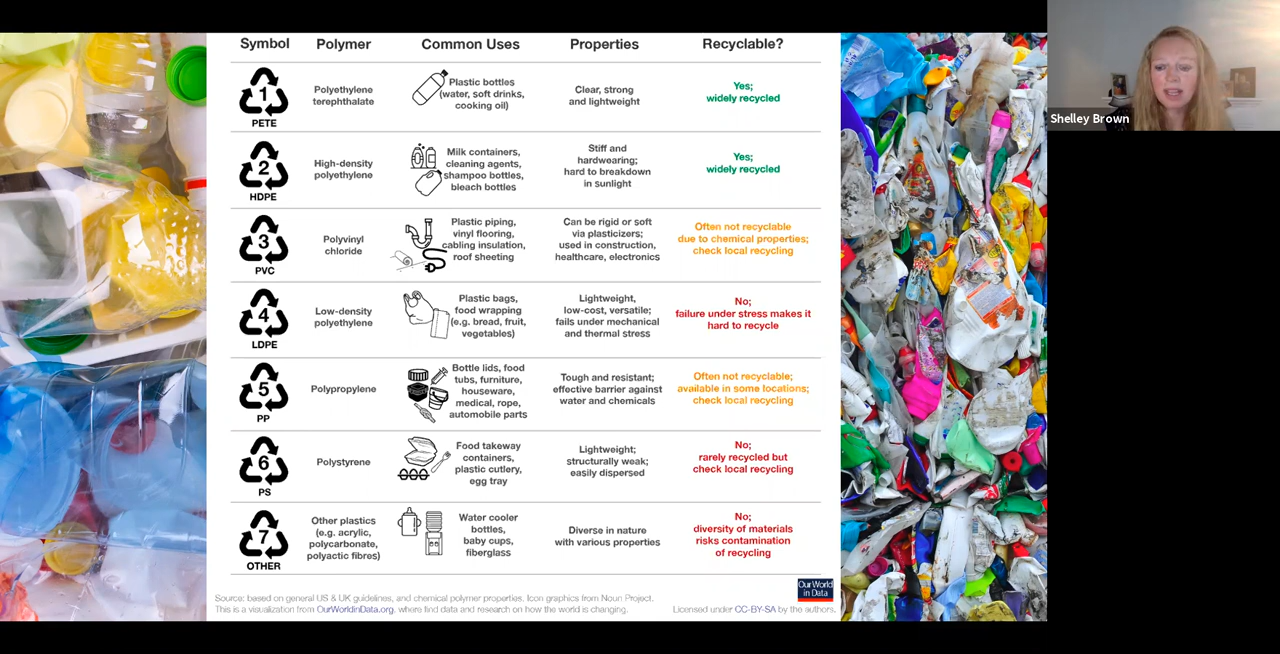 Symbol Polymer Common Uses Properties Recyclable?
1
PETE
Polyethylene
terephthalate
Plastic bottles
(water, soft drinks,
cooking oil)
Clear, strong
and lightweight
Yes;
widely recycled
2
HDPE
High-density
polyethylene
Milk containers,
cleaning agents,
shampoo bottles,
bleach bottles
Stiff and
hardwearing;
hard to breakdown
in sunlight
Yes;
widely recycled
3
PVC
Polyvinyl
chloride
Plastic piping,
vinyl flooring,
cabling insulation,
roof sheeting
Can be rigid or soft
via plasticizers;
used in construction,
healthcare, electronics
Often not recyclable
due to chemical properties;
check local recycling
4
LDPE
Low-density
polyethylene
Plastic bags,
food wrapping
(e.g. bread, fruit,
vegetables)
Lightweight,
low-cost, versatile;
fails under mechanical
and thermal stress
No;
failure under stress makes it
hard to recycle
5
PP
Polypropylene
Bottle lids, food
tubs, furniture,
houseware,
medical, rope,
automobile parts
Tough and resistant;
effective barrier against
water and chemicals
Often not recyclable;
available in some locations;
check local recycling
6
PS
Polystyrene
Food takeway
containers,
plastic cutlery,
egg tray
Lightweight;
structurally weak;
easily dispersed
No;
rarely recycled but
check local recycling
7
OTHER
Other plastics
(e.g. acrylic,
polycarbonate,
polyactic fibres)
Water cooler
bottles,
baby cups,
fiberglass
Diverse in nature
with various properties
No;
diversity of materials
risks contamination
of recycling
Our World
in Data
Source: based on general US & UK guidelines, and chemical polymer properties. Icon graphics from Noun Project.
This is a visualization from OurWorldinData.org, where find data and research on how the world is changing.
Licensed under CC-BY-SA by the authors.
Shelley Brown